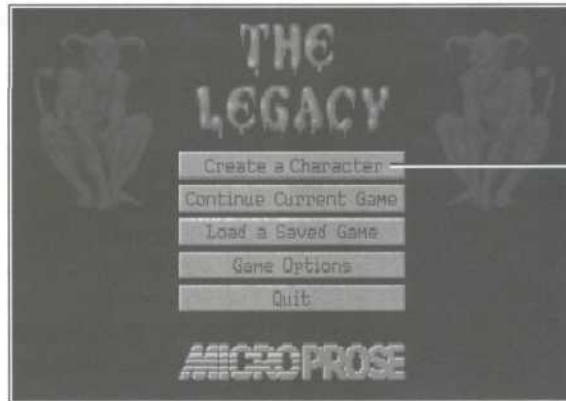 THE
LEGACY
Create a Character
Continue Current Game
Load a Saved Game
Game Options
Quit
MICROPROSE